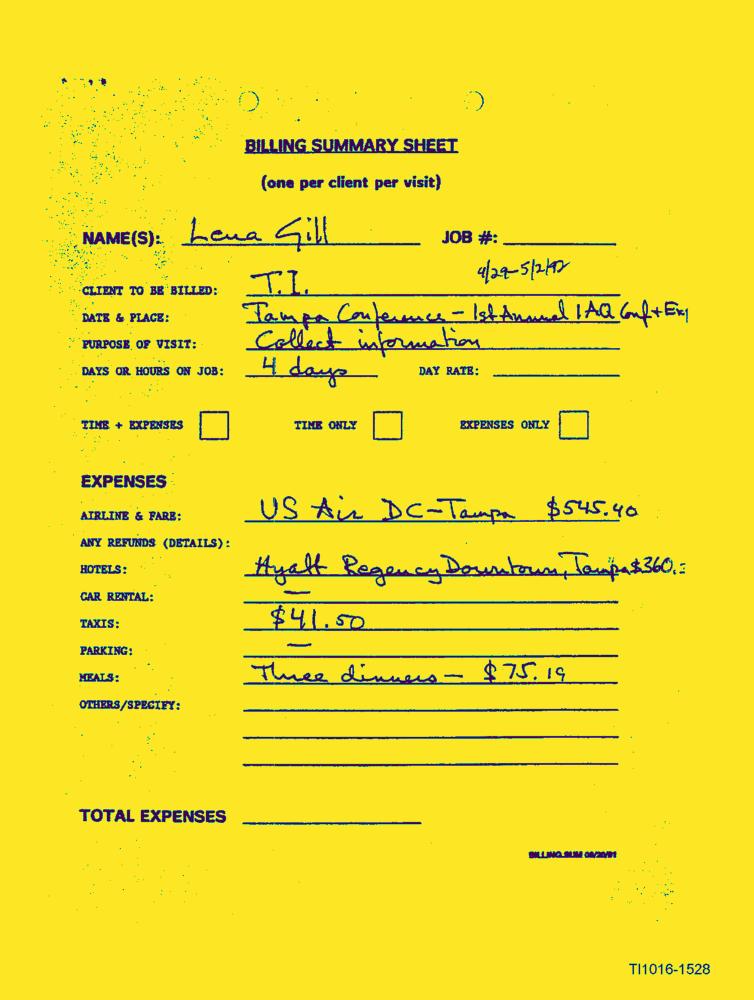 BILLING SUMMARY SHEET
(one per client per visit)
NAME(S): Lena Gill JOB #:
4/29-5/2/92
CLIENT TO BE BILLED: T.I.
DATE & PLACE: Tampa Conference - 1st Annual IAQ Conf + Ex
PURPOSE OF VISIT: Collect information
DAYS OR HOURS ON JOB: 4 days DAY RATE:
TIME + EXPENSES TIME ONLY EXPENSES ONLY
EXPENSES
AIRLINE & FARE: US Air DC-Tampa $545.40
ANY REFUNDS (DETAILS):
HOTELS: Hyatt Regency Downtown, Tampa $360.
CAR RENTAL: —
TAXIS: $41.50
PARKING: —
MEALS: Three dinners - $75.19
OTHERS/SPECIFY:
TOTAL EXPENSES
BILLING.SUM 08/20/91
TI1016-1528